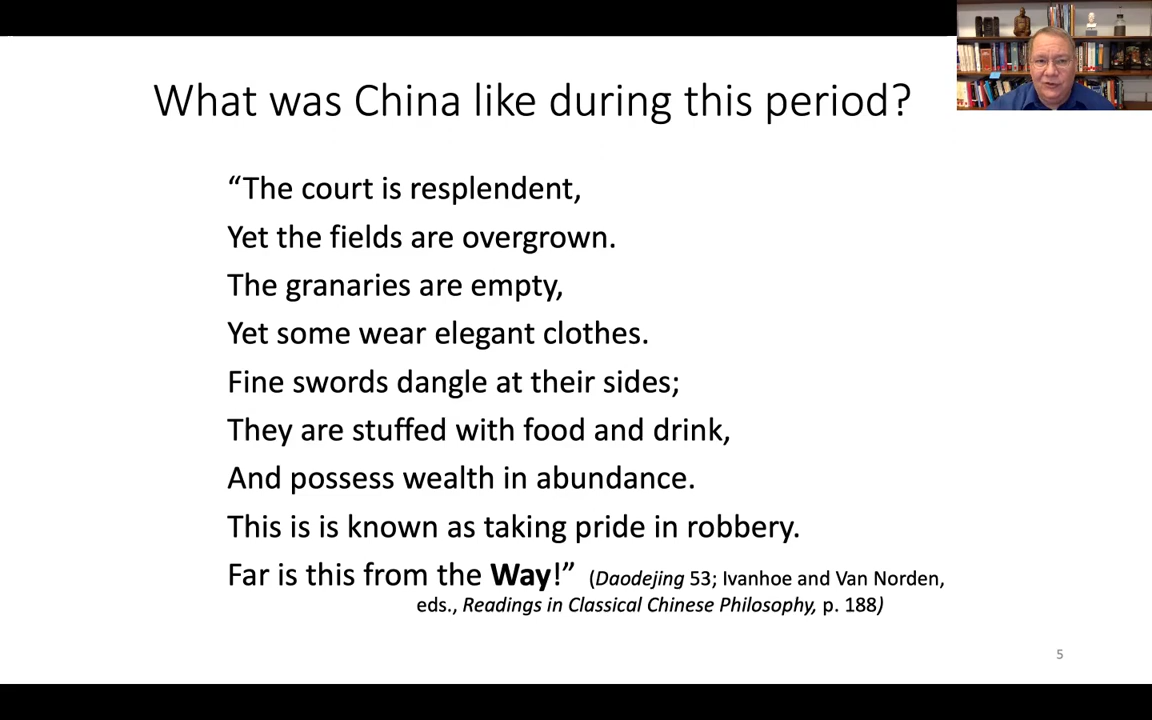 What was China like during this period?
“The court is resplendent,
Yet the fields are overgrown.
The granaries are empty,
Yet some wear elegant clothes.
Fine swords dangle at their sides;
They are stuffed with food and drink,
And possess wealth in abundance.
This is is known as taking pride in robbery.
Far is this from the Way!” (Daodejing 53; Ivanhoe and Van Norden,
eds., Readings in Classical Chinese Philosophy, p. 188)
5